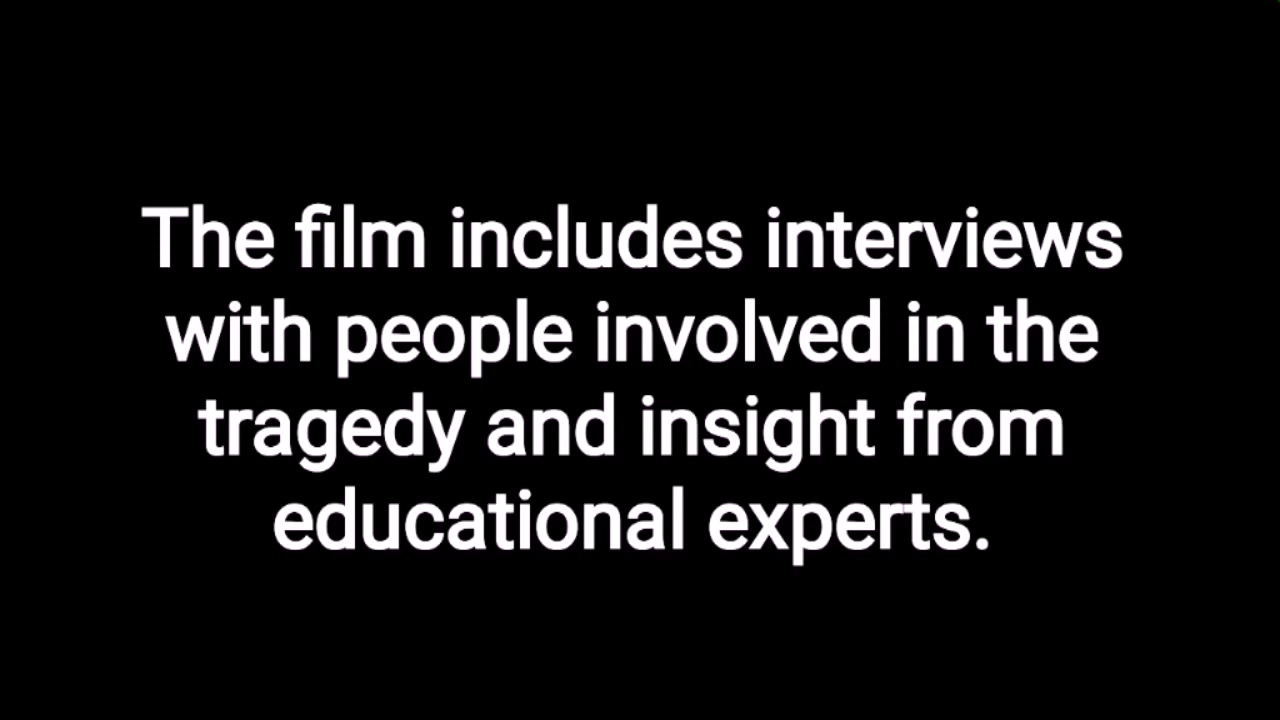 The film includes interviews
with people involved in the
tragedy and insight from
educational experts.